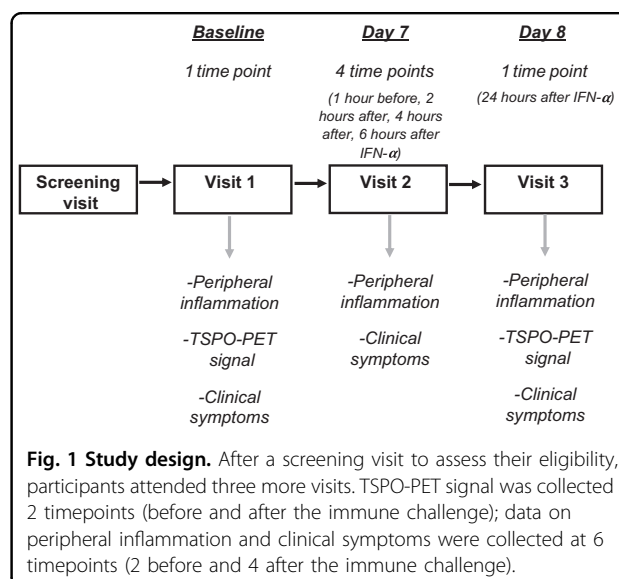 Baseline
Day 7
Day 8
1 time point
4 time points
1 time point
(1 hour before, 2
hours after, 4 hours
after, 6 hours after
IFN-α)
(24 hours after IFN-α)
Screening
visit
Visit 1
Visit 2
Visit 3
-Peripheral
inflammation
-TSPO-PET
signal
-Clinical
symptoms
-Peripheral
inflammation
-Clinical
symptoms
-Peripheral
inflammation
-TSPO-PET
signal
-Clinical
symptoms
Fig. 1 Study design. After a screening visit to assess their eligibility,
participants attended three more visits. TSPO-PET signal was collected
2 timepoints (before and after the immune challenge); data on
peripheral inflammation and clinical symptoms were collected at 6
timepoints (2 before and 4 after the immune challenge).